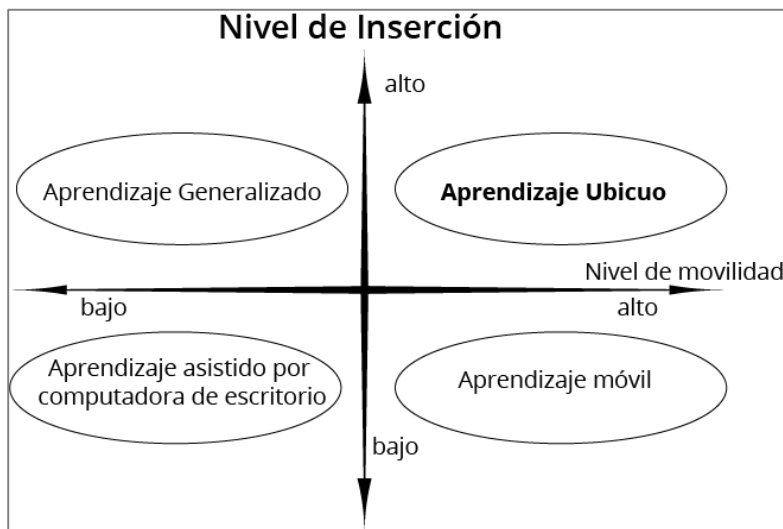 Nivel de Inserción
alto
Aprendizaje Generalizado
Aprendizaje Ubicuo
Nivel de movilidad
bajo
alto
Aprendizaje asistido por
computadora de escritorio
Aprendizaje móvil
bajo